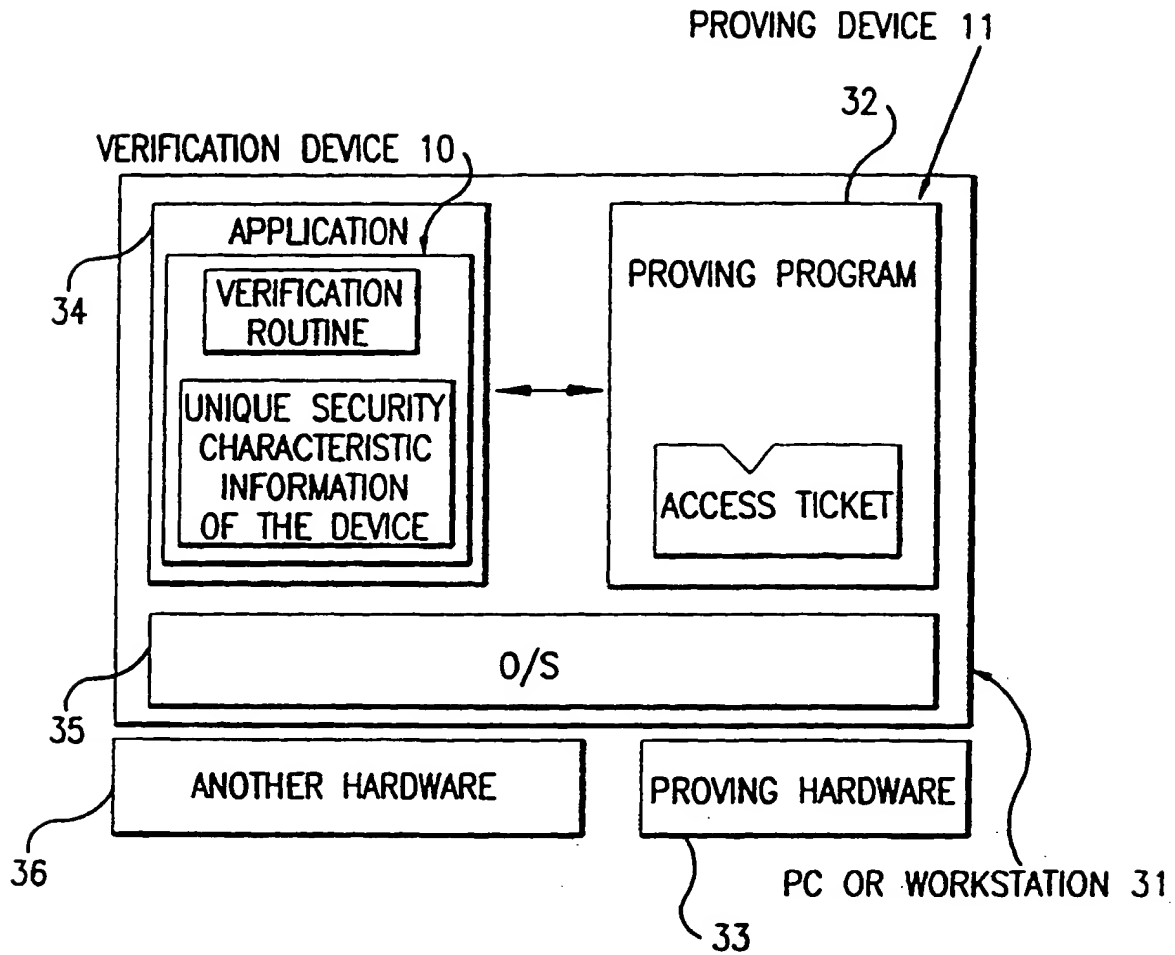 PROVING DEVICE 11
32
VERIFICATION DEVICE 10
APPLICATION
34
VERIFICATION
ROUTINE
UNIQUE SECURITY
CHARACTERISTIC
INFORMATION
OF THE DEVICE
PROVING PROGRAM
ACCESS TICKET
O/S
35
ANOTHER HARDWARE
PROVING HARDWARE
36
PC OR WORKSTATION 31
33